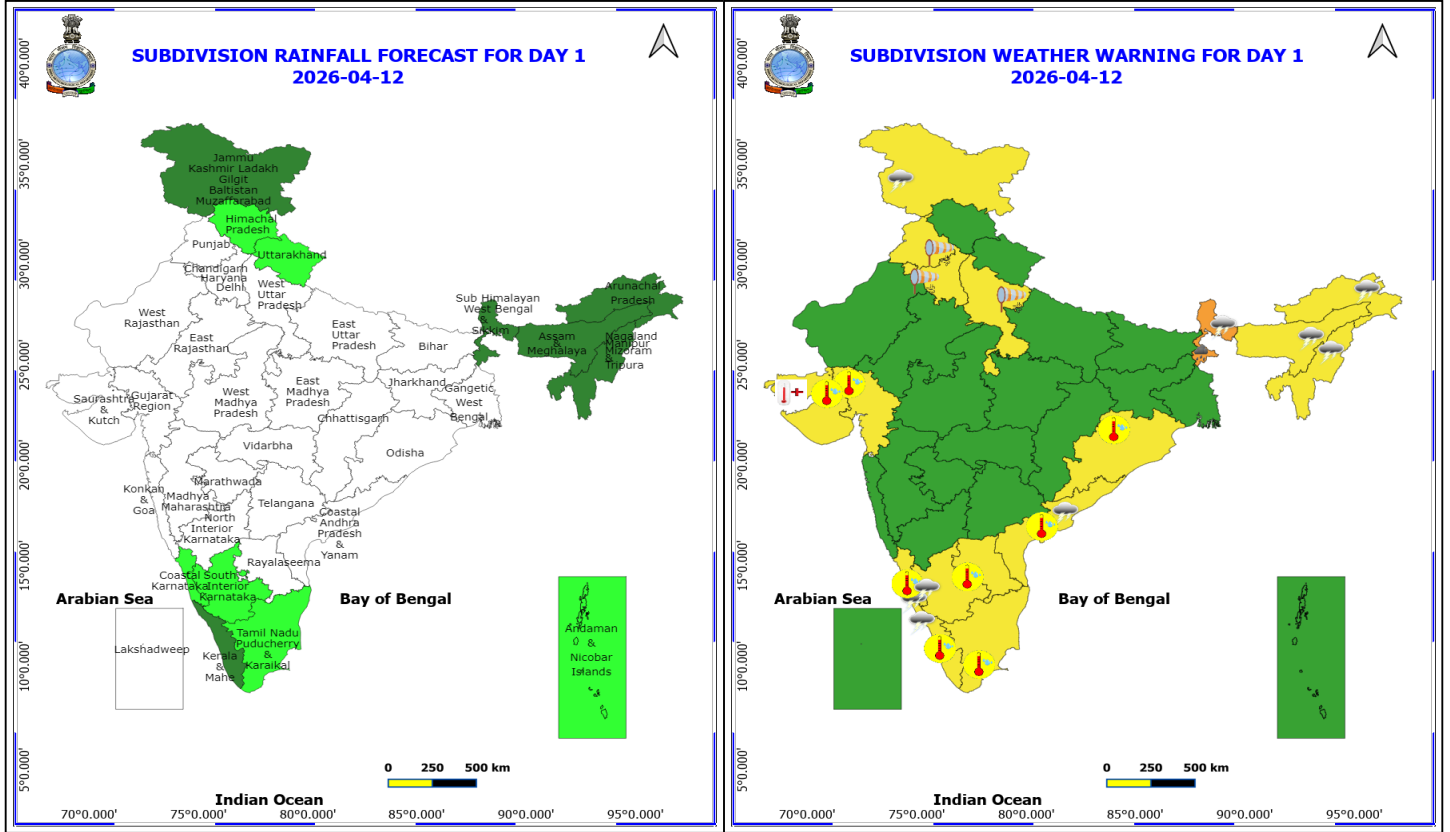 SUBDIVISION RAINFALL FORECAST FOR DAY 1
2026-04-12
40°0.000'
35°0.000'
30°0.000'
25°0.000'
20°0.000'
15°0.000'
10°0.000'
5°0.000'
Jammu
Kashmir Ladakh
Gilgit
Baltistan
Muzaffarabad
Himachal
Pradesh
Punjab
Uttarakhand
Chandigarh
Haryana
Delhi
West
Uttar
Pradesh
West
Rajasthan
East
Rajasthan
East
Uttar
Pradesh
Bihar
Sub Himalayan
West Bengal
&
Sikkim
Arunachal
Pradesh
Assam
&
Meghalaya
Nagaland
Manipur
Mizoram
&
Tripura
Saurashtra
&
Kutch
Gujarat
Region
West
Madhya
Pradesh
East
Madhya
Pradesh
Jharkhand
Gangetic
West
Bengal
Chhattisgarh
Vidarbha
Odisha
Konkan
&
Goa
Madhya
Maharashtra
Marathwada
Telangana
North
Interior
Karnataka
Coastal
Andhra
Pradesh
&
Yanam
Rayalaseema
Coastal
Karnataka
South
Interior
Karnataka
Arabian Sea
Bay of Bengal
Lakshadweep
Kerala
&
Mahe
Tamil Nadu
Puducherry
&
Karaikal
Andaman
&
Nicobar
Islands
0 250 500 km
Indian Ocean
70°0.000' 75°0.000' 80°0.000' 85°0.000' 90°0.000' 95°0.000'
SUBDIVISION WEATHER WARNING FOR DAY 1
2026-04-12
40°0.000'
35°0.000'
30°0.000'
25°0.000'
20°0.000'
15°0.000'
10°0.000'
5°0.000'
Arabian Sea
Bay of Bengal
0 250 500 km
Indian Ocean
70°0.000' 75°0.000' 80°0.000' 85°0.000' 90°0.000' 95°0.000'